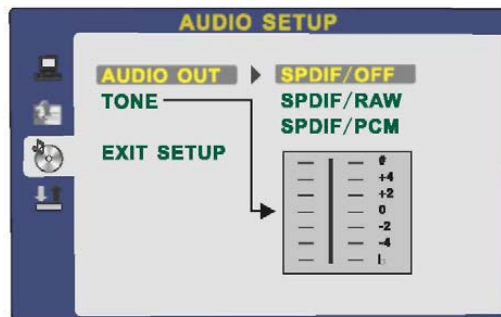 AUDIO SETUP
AUDIO OUT SPDIF/OFF
TONE SPDIF/RAW
SPDIF/PCM
EXIT SETUP
#
+4
+2
0
-2
-4
b